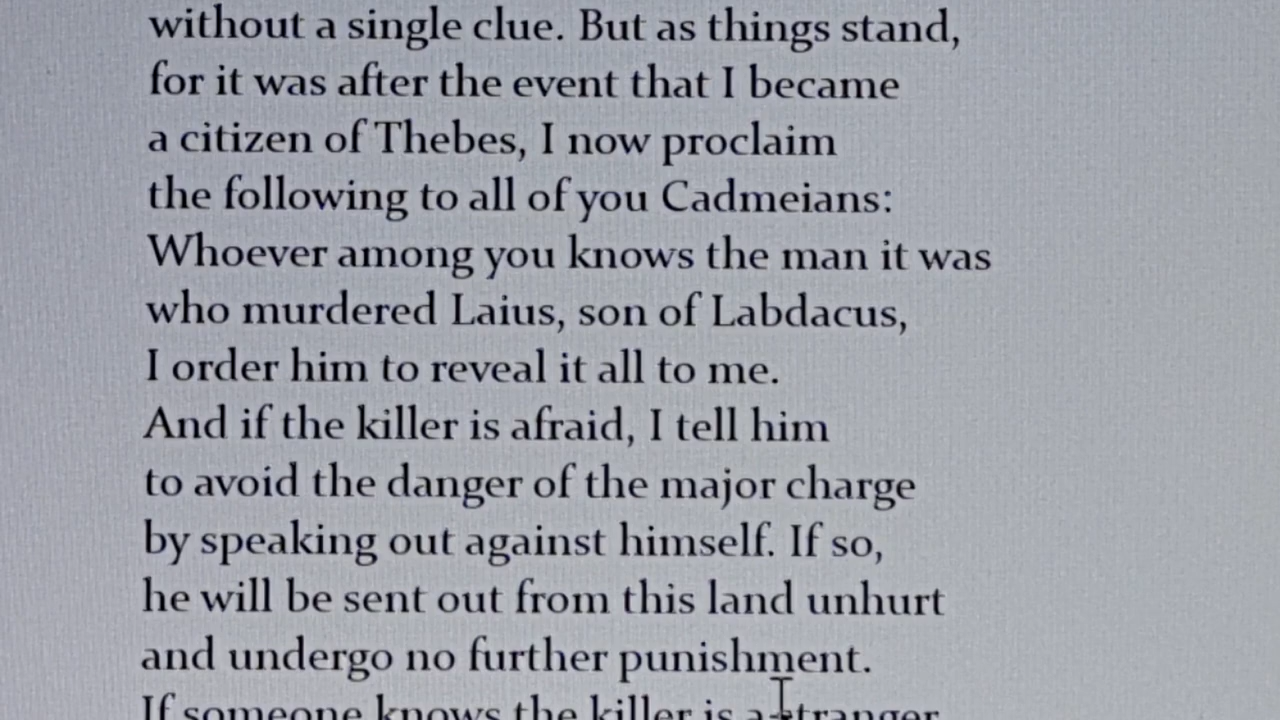 without a single clue. But as things stand,
for it was after the event that I became
a citizen of Thebes, I now proclaim
the following to all of you Cadmeians:
Whoever among you knows the man it was
who murdered Laius, son of Labdacus,
I order him to reveal it all to me.
And if the killer is afraid, I tell him
to avoid the danger of the major charge
by speaking out against himself. If so,
he will be sent out from this land unhurt
and undergo no further punishment.
If someone knows the killer is a stranger,